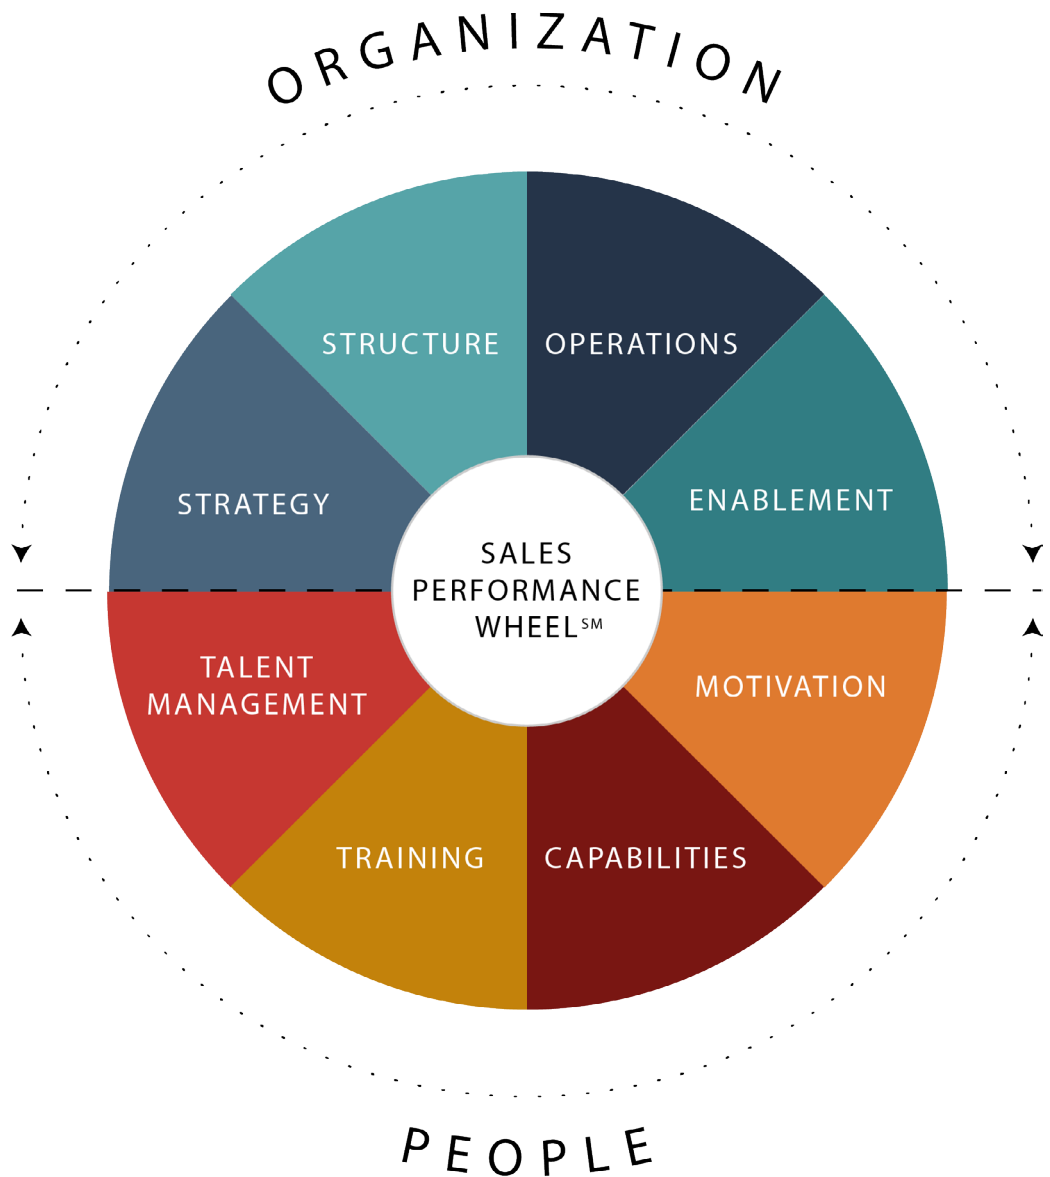 ORGANIZATION
STRUCTURE
OPERATIONS
STRATEGY
ENABLEMENT
SALES
PERFORMANCE
WHEEL℠
TALENT
MANAGEMENT
MOTIVATION
TRAINING
CAPABILITIES
PEOPLE